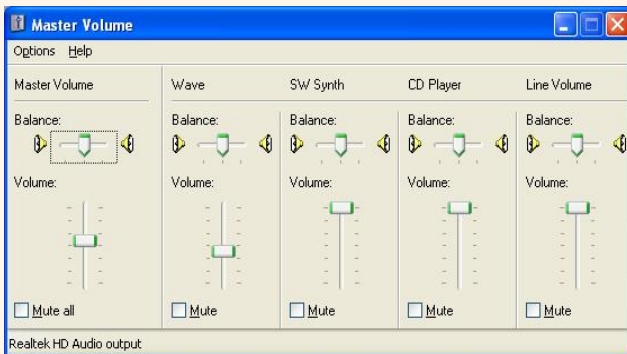 Master Volume
Options Help
Master Volume Wave SW Synth CD Player Line Volume
Balance: Balance: Balance: Balance: Balance:
Volume: Volume: Volume: Volume: Volume:
Mute all Mute Mute Mute Mute
Realtek HD Audio output